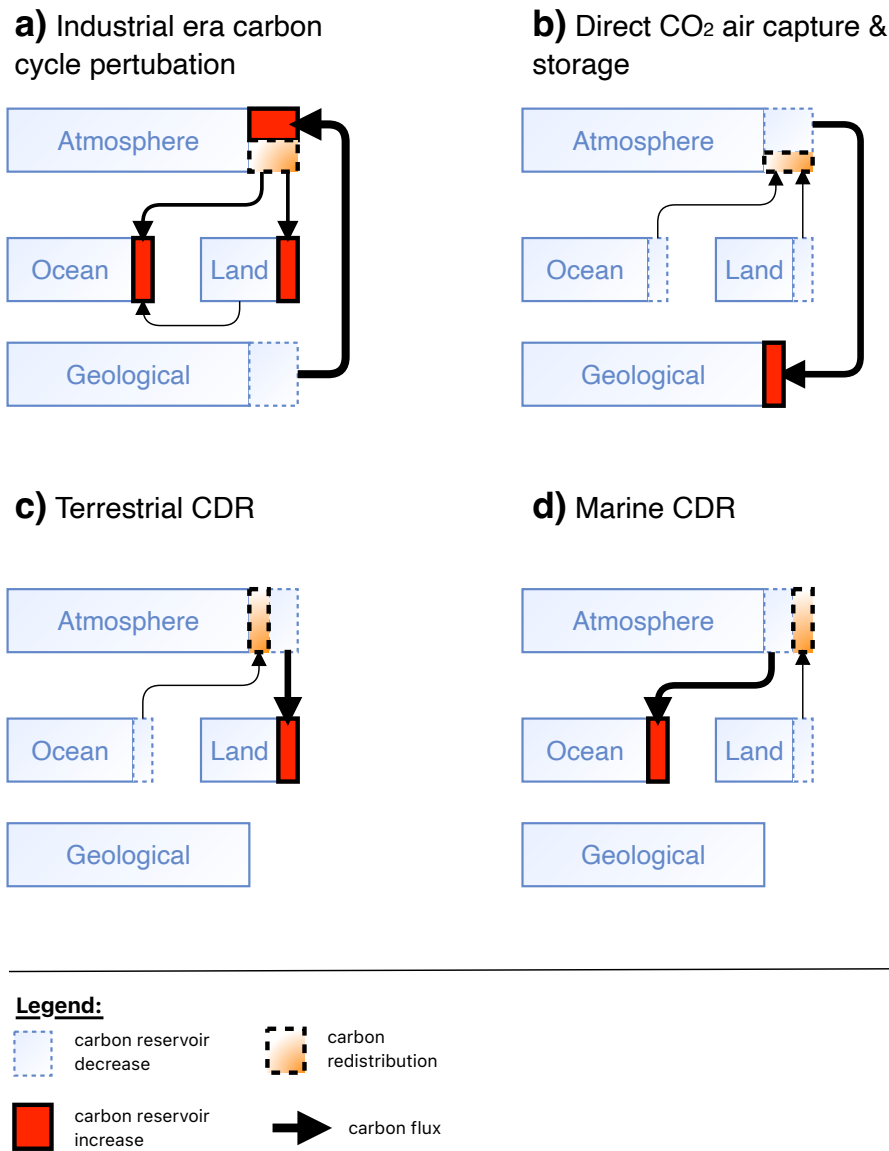 a) Industrial era carbon
cycle pertubation
Atmosphere
Ocean
Land
Geological
b) Direct CO2 air capture &
storage
Atmosphere
Ocean
Land
Geological
c) Terrestrial CDR
Atmosphere
Ocean
Land
Geological
d) Marine CDR
Atmosphere
Ocean
Land
Geological
Legend:
carbon reservoir
decrease
carbon
redistribution
carbon reservoir
increase
carbon flux